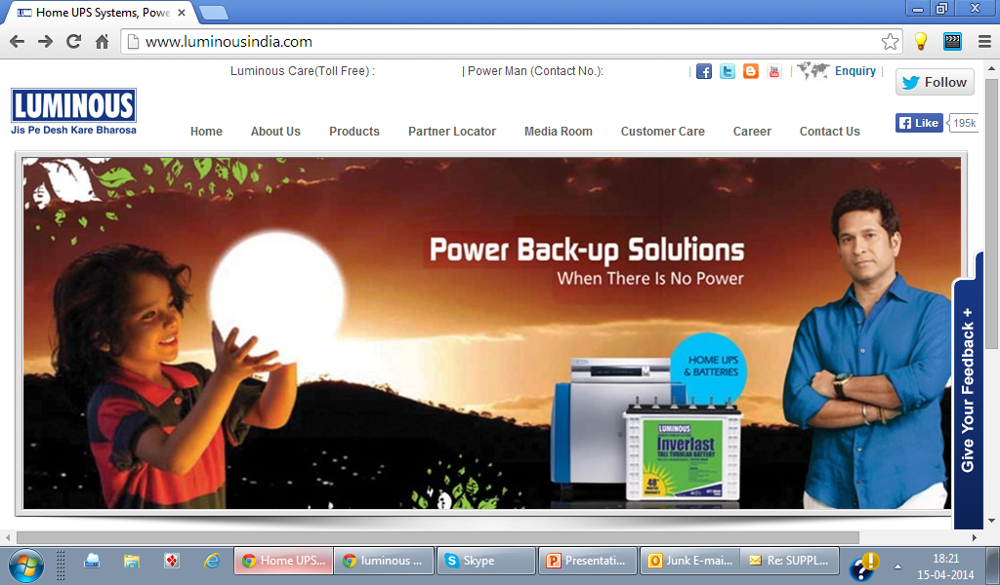 Home UPS Systems, Powe
www.luminousindia.com
Luminous Care(Toll Free) : | Power Man (Contact No.): | | Enquiry |
Follow
LUMINOUS
Jis Pe Desh Kare Bharosa
Like 195k
Home About Us Products Partner Locator Media Room Customer Care Career Contact Us
Power Back-up Solutions
When There Is No Power
HOME UPS
& BATTERIES
LUMINOUS
Inverlast
TALL TUBULAR BATTERY
48
Give Your Feedback +
Home UPS... luminous ... Skype Presentati... Junk E-mai... Re: SUPPL...
18:21
15-04-2014